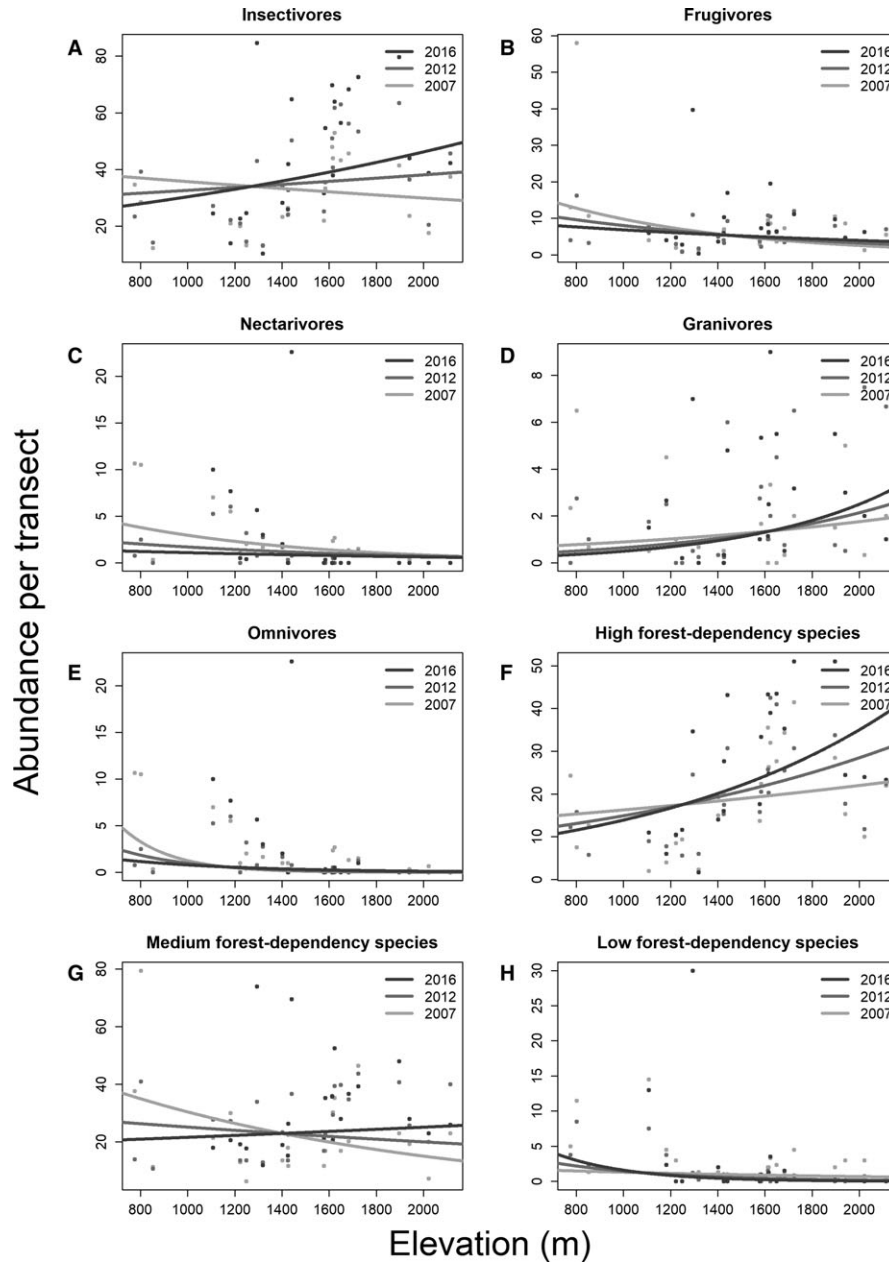 Insectivores
A
80
60
40
20
2016
2012
2007
800 1000 1200 1400 1600 1800 2000
Frugivores
B
60
50
40
30
20
10
0
2016
2012
2007
800 1000 1200 1400 1600 1800 2000
Nectarivores
C
20
15
10
5
0
2016
2012
2007
800 1000 1200 1400 1600 1800 2000
Granivores
D
8
6
4
2
0
2016
2012
2007
800 1000 1200 1400 1600 1800 2000
Abundance per transect
Omnivores
E
20
15
10
5
0
2016
2012
2007
800 1000 1200 1400 1600 1800 2000
High forest-dependency species
F
50
40
30
20
10
0
2016
2012
2007
800 1000 1200 1400 1600 1800 2000
Medium forest-dependency species
G
80
60
40
20
2016
2012
2007
800 1000 1200 1400 1600 1800 2000
Low forest-dependency species
H
30
25
20
15
10
5
0
2016
2012
2007
800 1000 1200 1400 1600 1800 2000
Elevation (m)